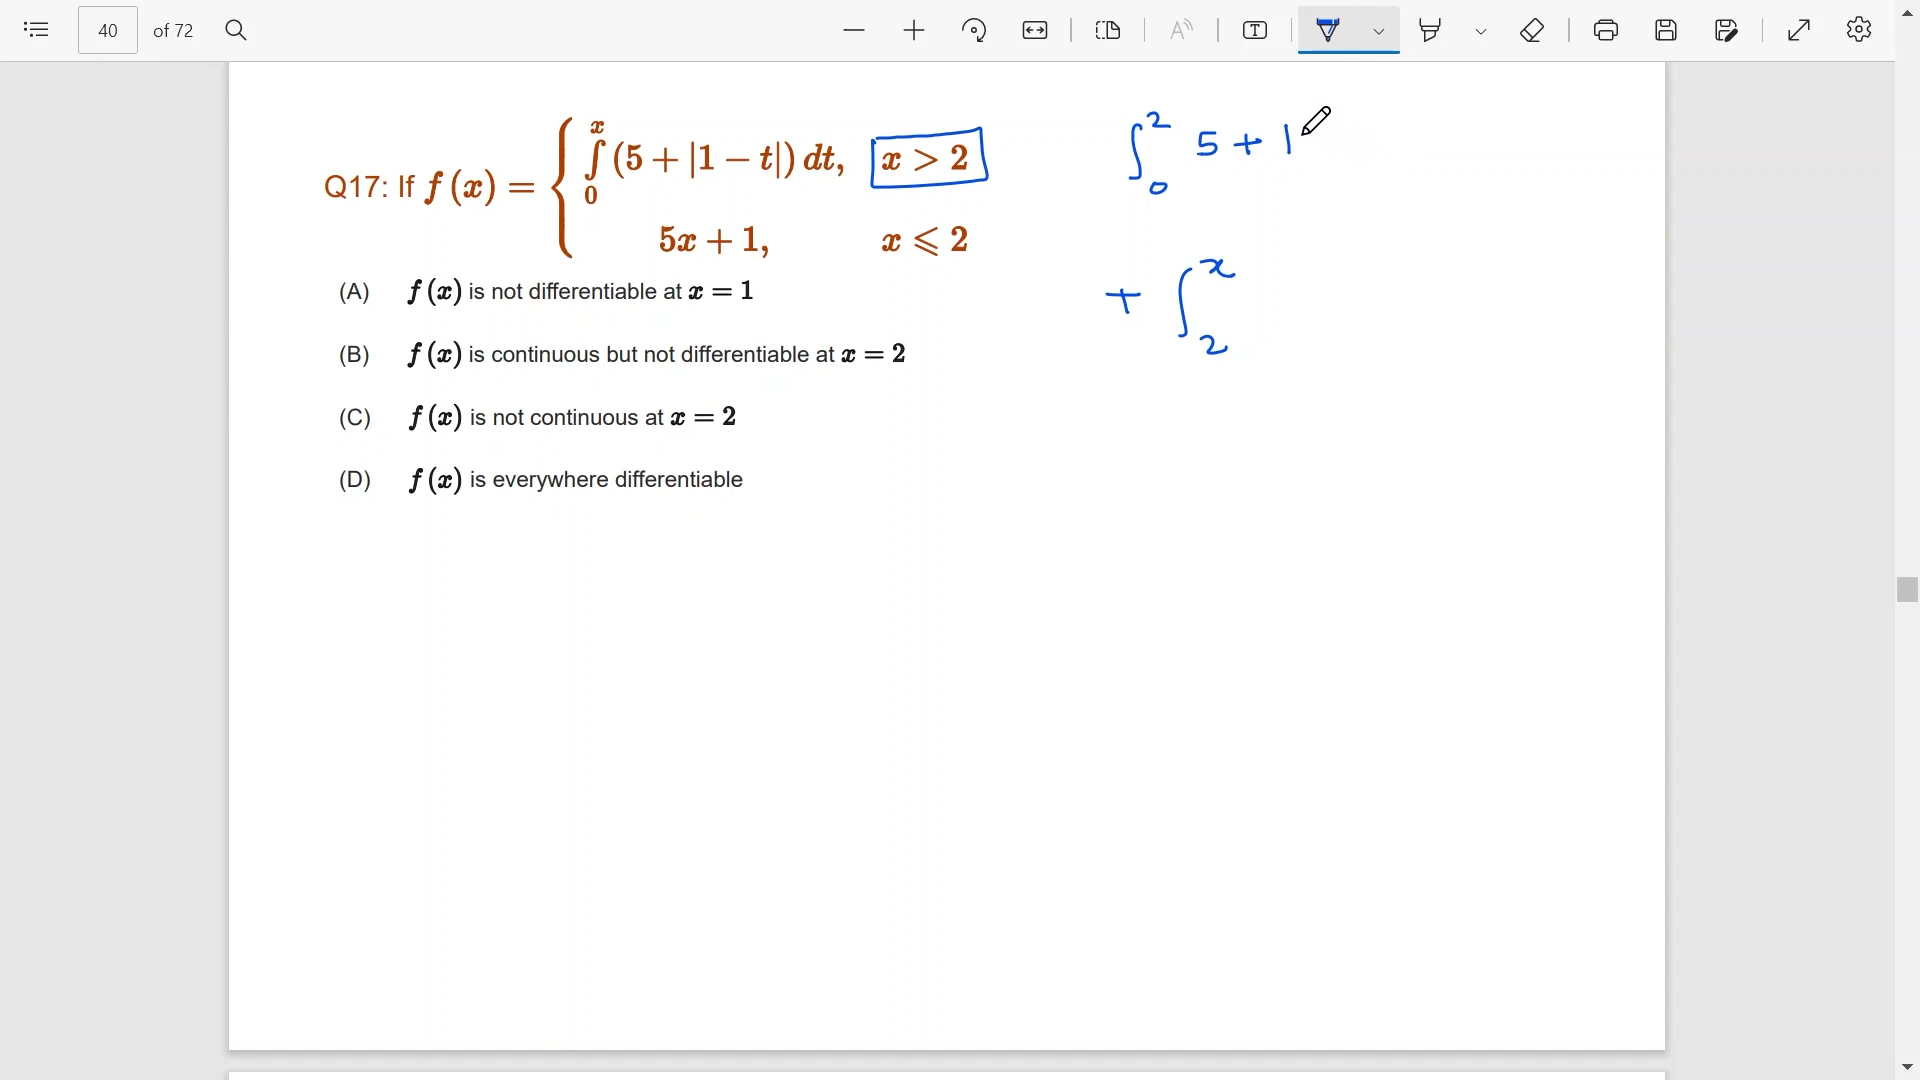 40 of 72
Q17: If f(x) = { ∫₀ˣ (5 + |1 − t|) dt, x > 2
5x + 1, x ⩽ 2
(A) f(x) is not differentiable at x = 1
(B) f(x) is continuous but not differentiable at x = 2
(C) f(x) is not continuous at x = 2
(D) f(x) is everywhere differentiable
∫₀² 5 + 1
+ ∫₂ˣ